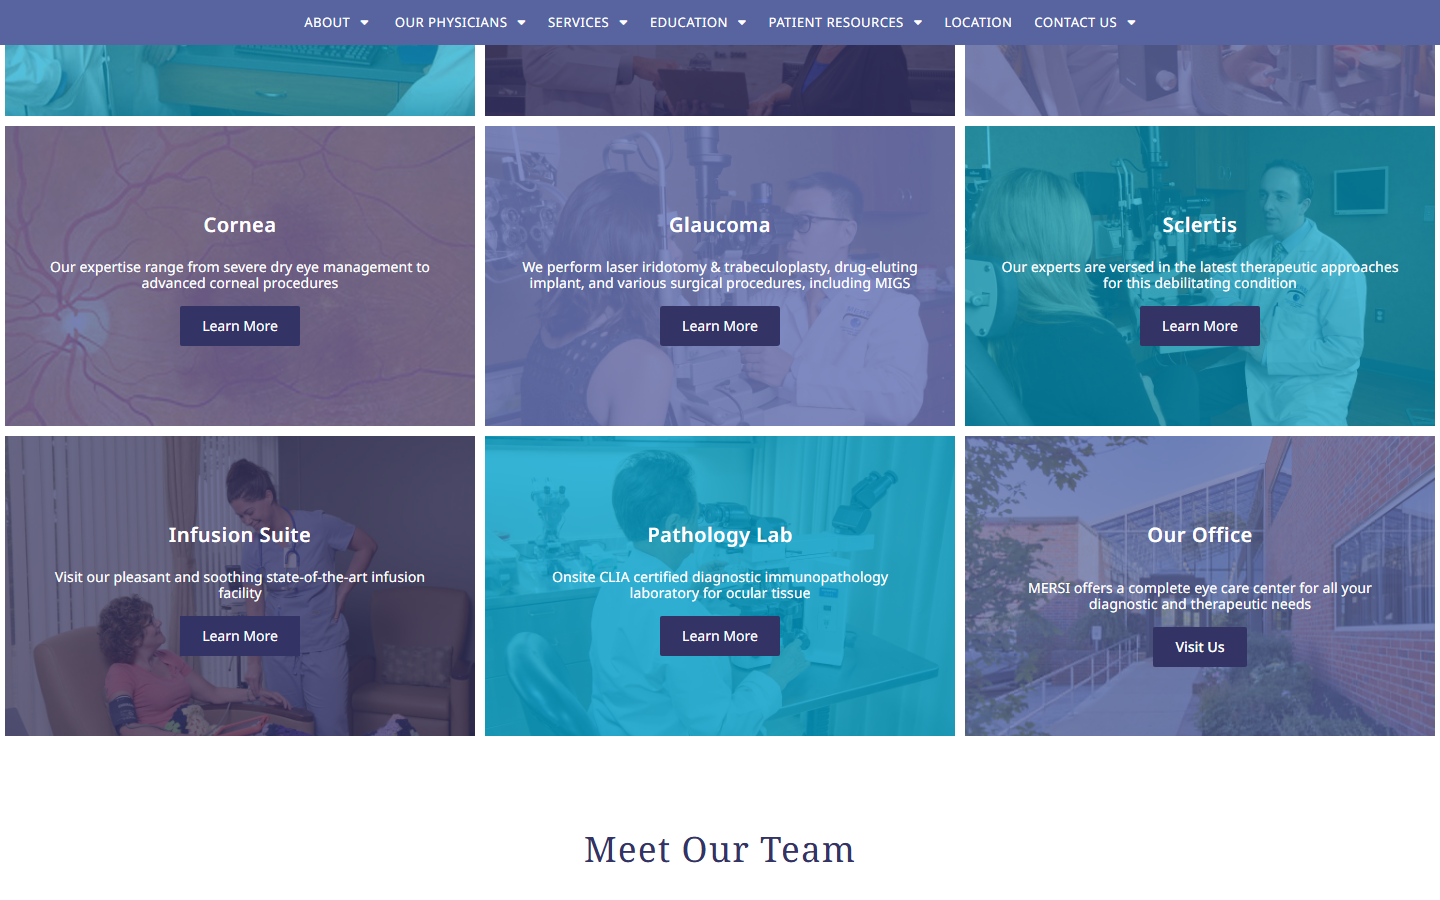 ABOUT OUR PHYSICIANS SERVICES EDUCATION PATIENT RESOURCES LOCATION CONTACT US
Cornea
Our expertise range from severe dry eye management to
advanced corneal procedures
Learn More
Glaucoma
We perform laser iridotomy & trabeculoplasty, drug-eluting
implant, and various surgical procedures, including MIGS
Learn More
Sclertis
Our experts are versed in the latest therapeutic approaches
for this debilitating condition
Learn More
Infusion Suite
Visit our pleasant and soothing state-of-the-art infusion
facility
Learn More
Pathology Lab
Onsite CLIA certified diagnostic immunopathology
laboratory for ocular tissue
Learn More
Our Office
MERSI offers a complete eye care center for all your
diagnostic and therapeutic needs
Visit Us
Meet Our Team